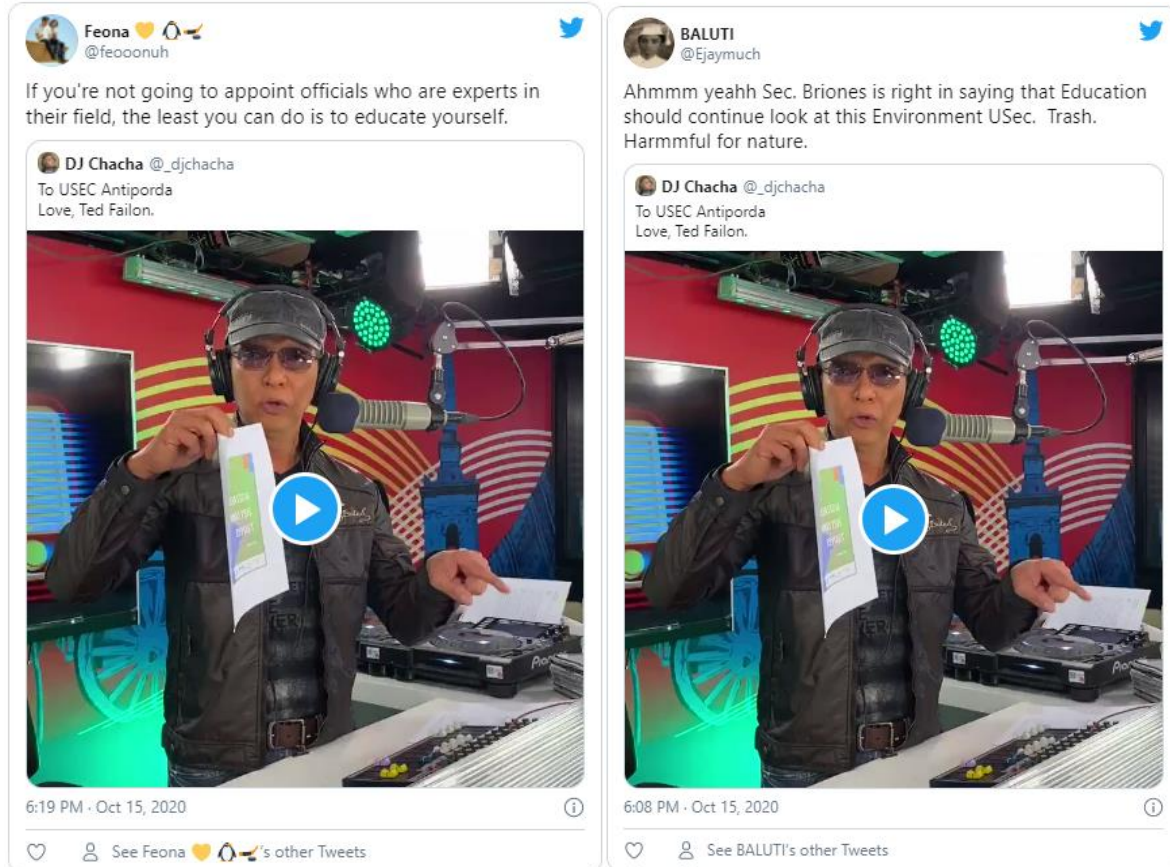 Feona 💛 🐧🏒
@feooonuh
If you're not going to appoint officials who are experts in
their field, the least you can do is to educate yourself.
DJ Chacha @_djchacha
To USEC Antiporda
Love, Ted Failon.
6:19 PM · Oct 15, 2020
See Feona 💛 🐧🏒's other Tweets
BALUTI
@Ejaymuch
Ahmmm yeahh Sec. Briones is right in saying that Education
should continue look at this Environment USec. Trash.
Harmmful for nature.
DJ Chacha @_djchacha
To USEC Antiporda
Love, Ted Failon.
6:08 PM · Oct 15, 2020
See BALUTI's other Tweets